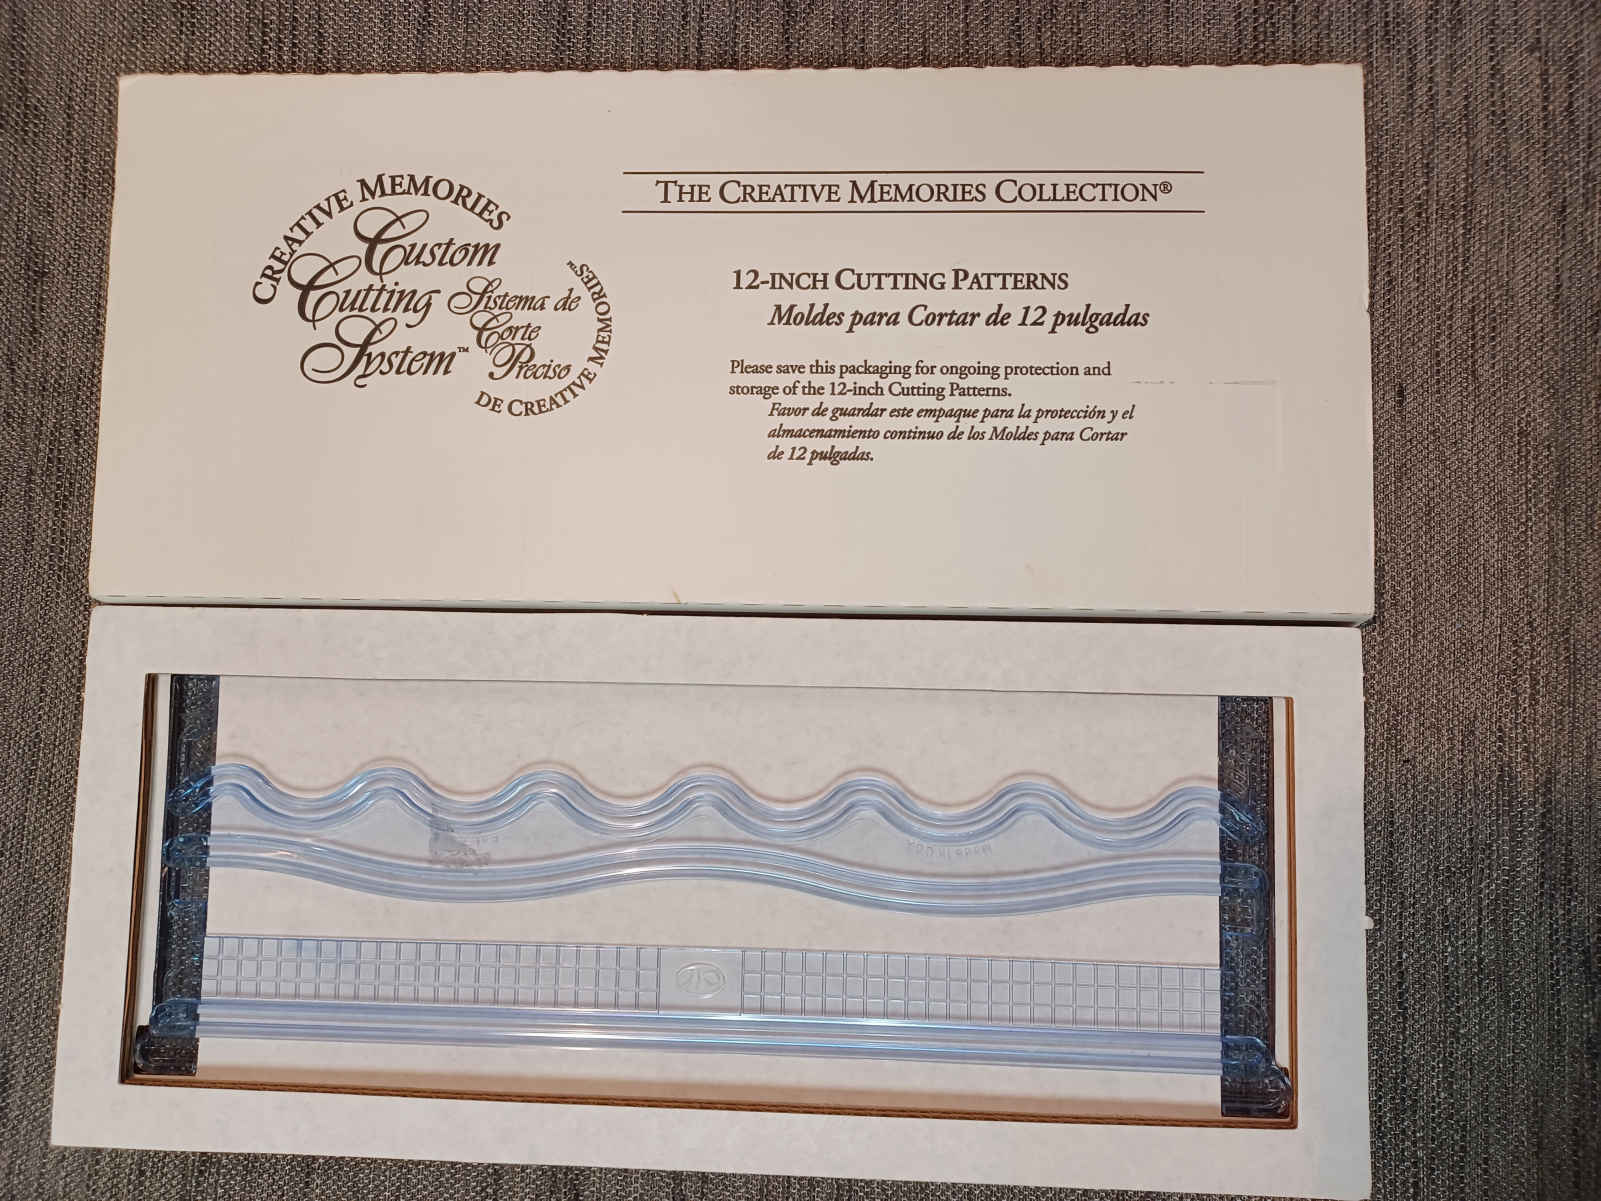 CREATIVE MEMORIES
Custom
Cutting
System™
Sistema de
Corte
Preciso
DE CREATIVE MEMORIES™
THE CREATIVE MEMORIES COLLECTION®
12-INCH CUTTING PATTERNS
Moldes para Cortar de 12 pulgadas
Please save this packaging for ongoing protection and
storage of the 12-inch Cutting Patterns.
Favor de guardar este empaque para la protección y el
almacenamiento continuo de los Moldes para Cortar
de 12 pulgadas.